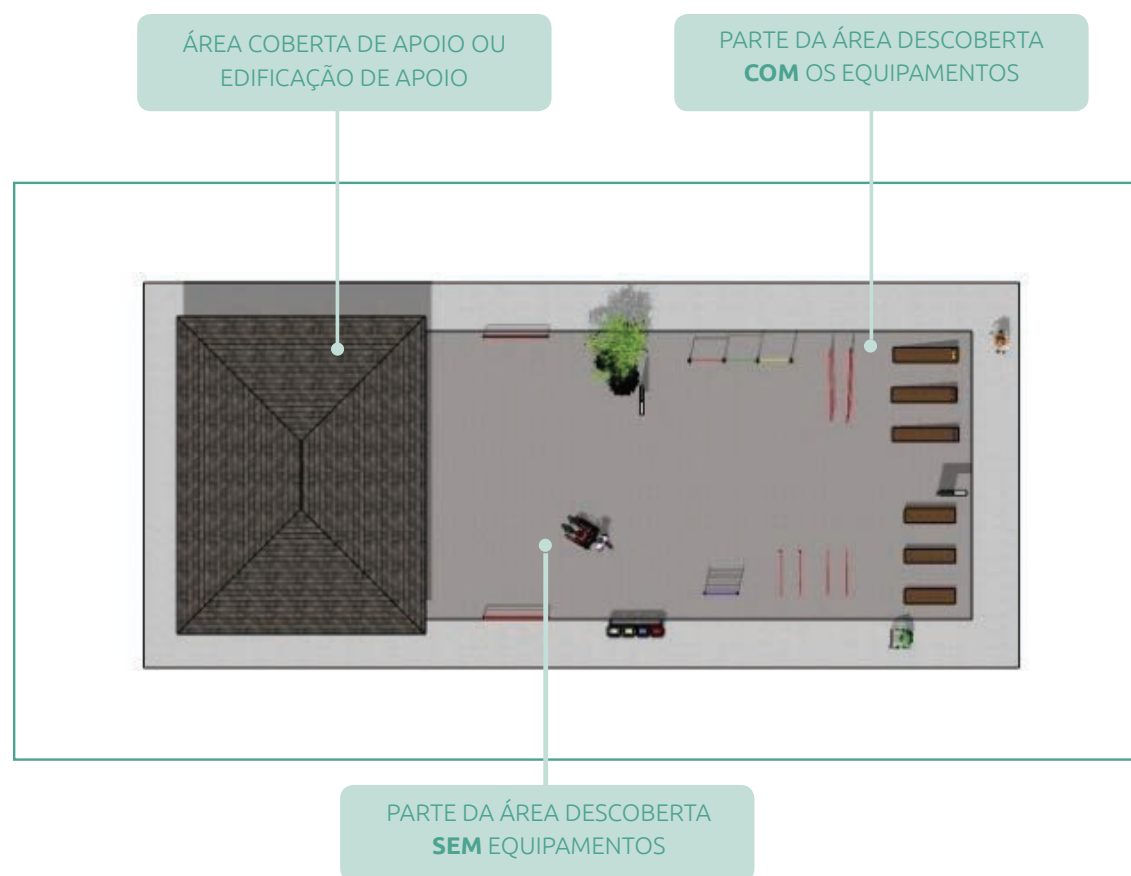 ÁREA COBERTA DE APOIO OU
EDIFICAÇÃO DE APOIO
PARTE DA ÁREA DESCOBERTA
COM OS EQUIPAMENTOS
PARTE DA ÁREA DESCOBERTA
SEM EQUIPAMENTOS